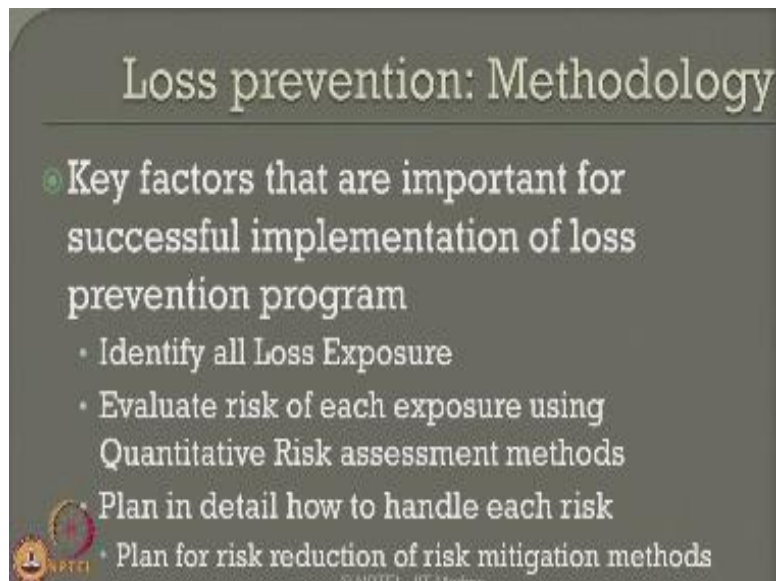 Loss prevention: Methodology
Key factors that are important for
successful implementation of loss
prevention program
• Identify all Loss Exposure
• Evaluate risk of each exposure using
Quantitative Risk assessment methods
Plan in detail how to handle each risk
• Plan for risk reduction of risk mitigation methods
NPTEL